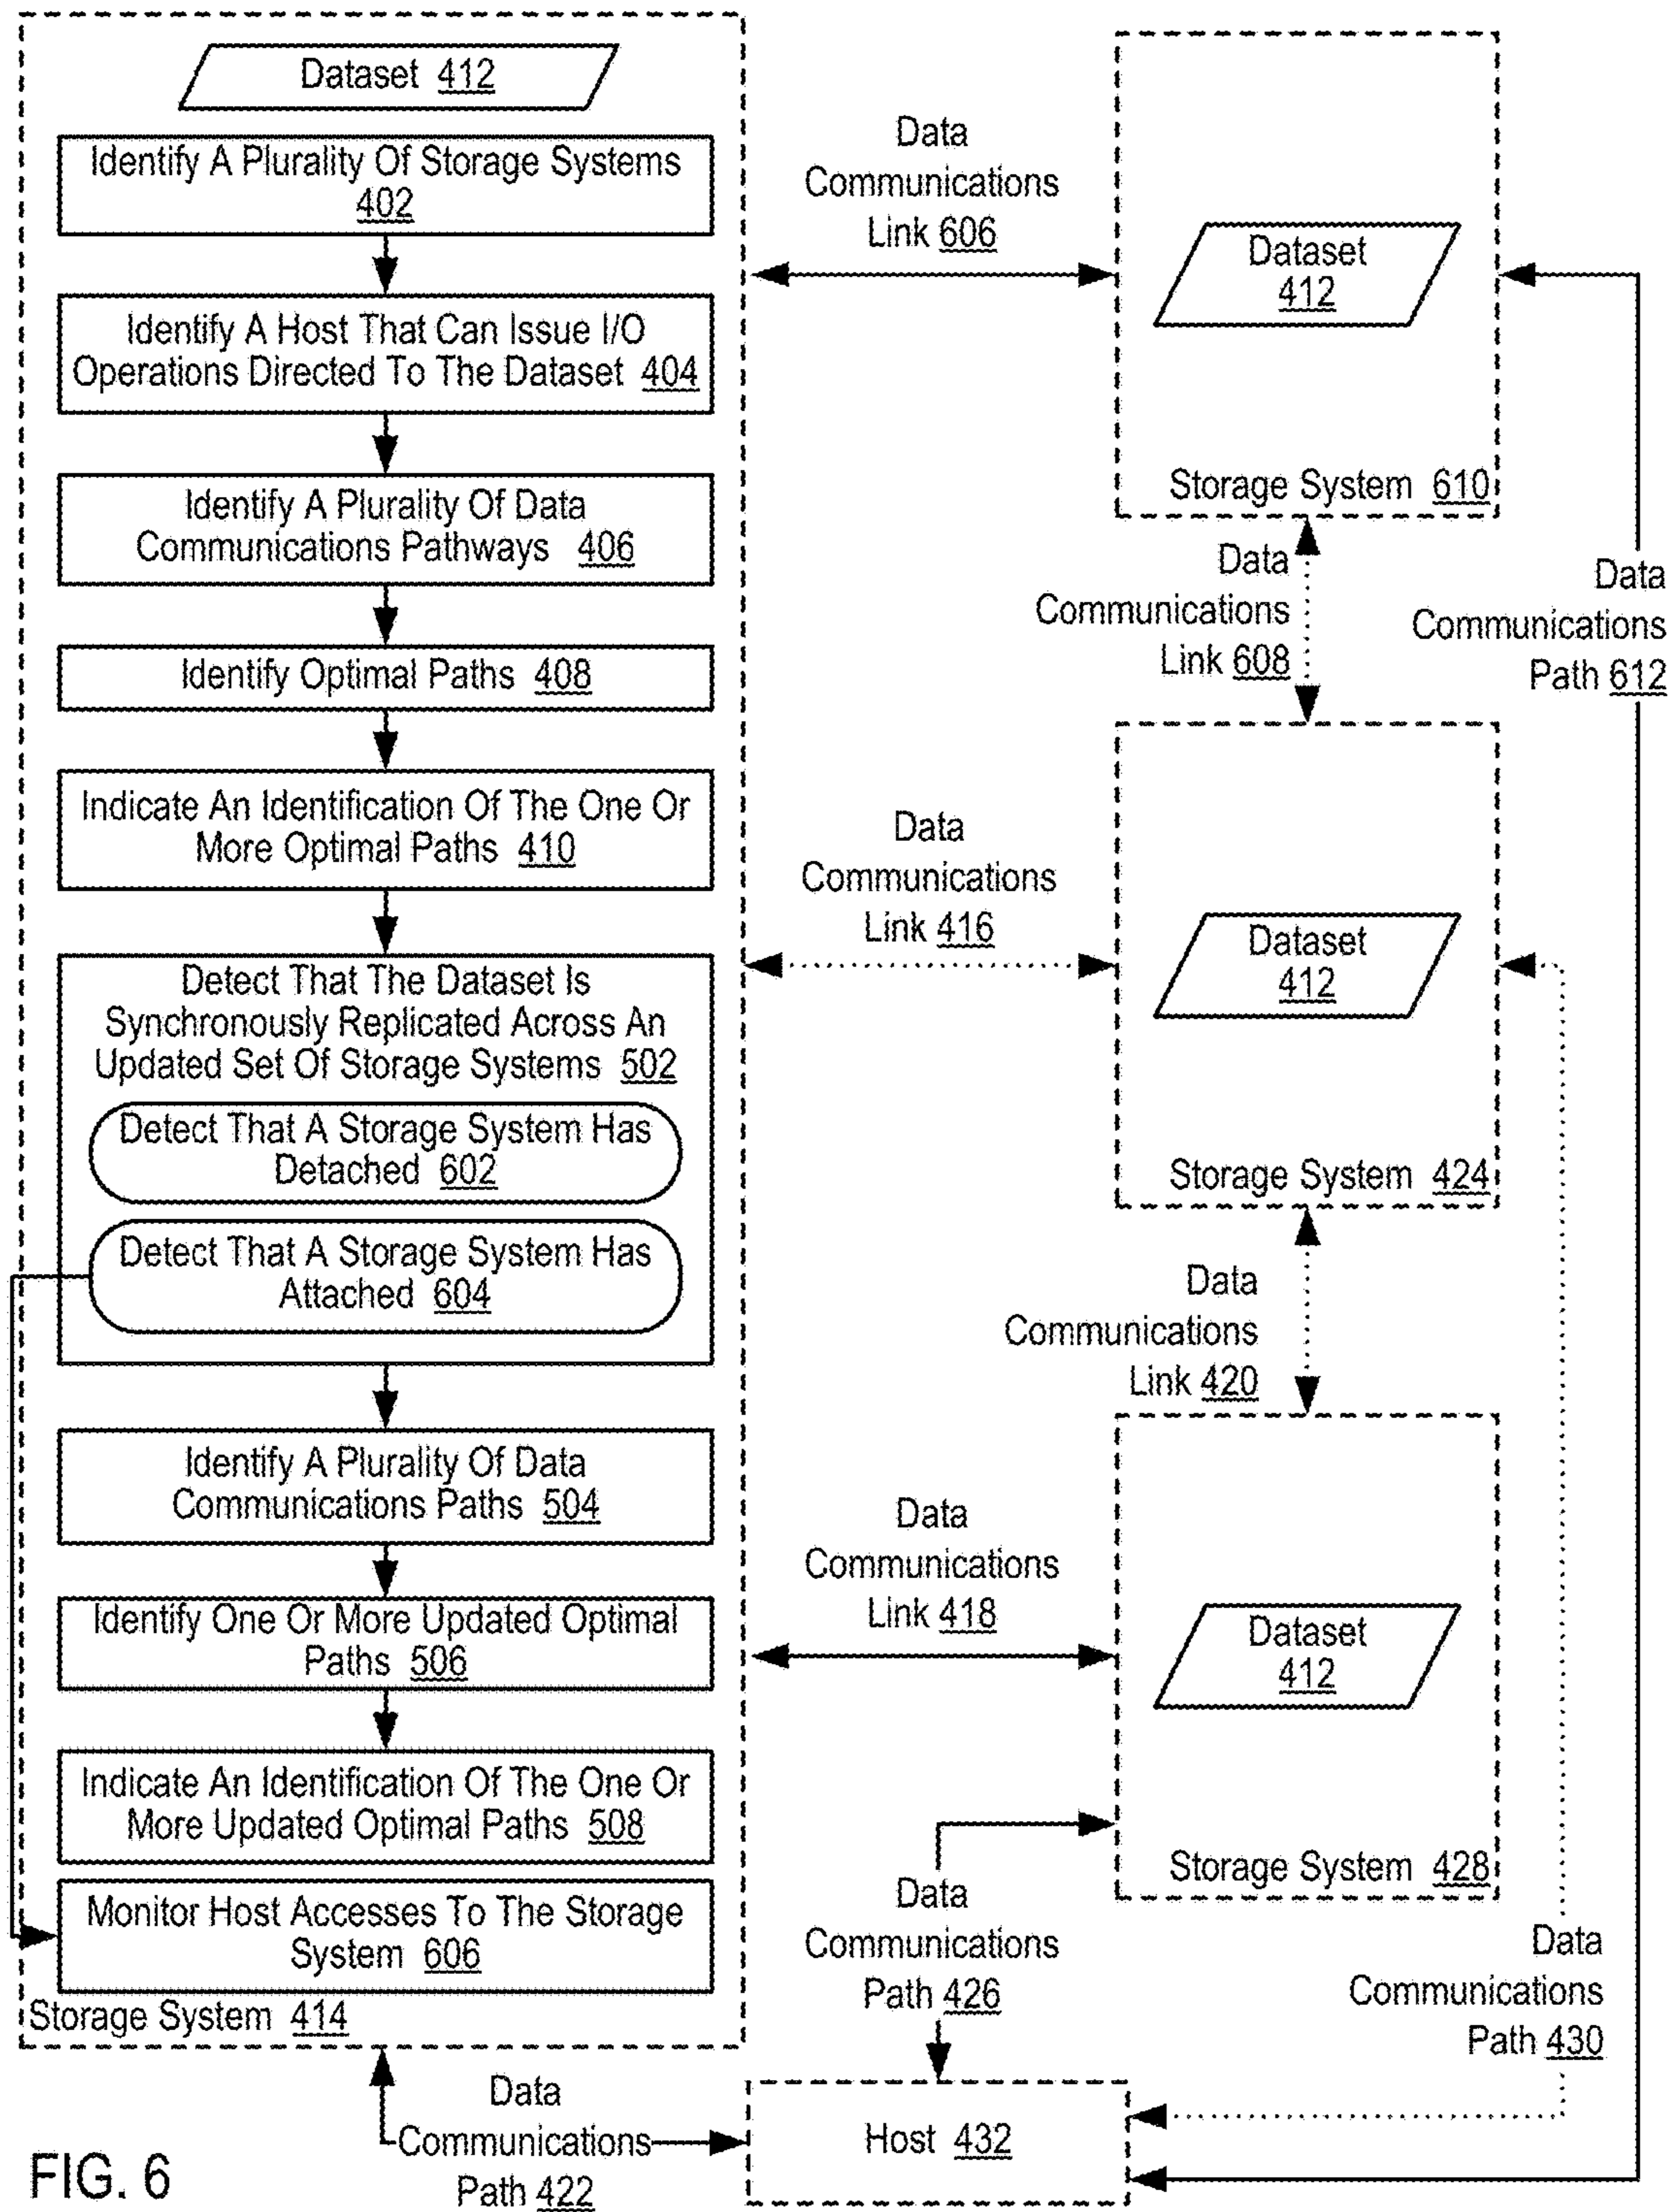 Dataset 412
Identify A Plurality Of Storage Systems
402
Identify A Host That Can Issue I/O
Operations Directed To The Dataset 404
Identify A Plurality Of Data
Communications Pathways 406
Identify Optimal Paths 408
Indicate An Identification Of The One Or
More Optimal Paths 410
Detect That The Dataset Is
Synchronously Replicated Across An
Updated Set Of Storage Systems 502
Detect That A Storage System Has
Detached 602
Detect That A Storage System Has
Attached 604
Identify A Plurality Of Data
Communications Paths 504
Identify One Or More Updated Optimal
Paths 506
Indicate An Identification Of The One Or
More Updated Optimal Paths 508
Monitor Host Accesses To The Storage
System 606
Storage System 414
Data
Communications
Link 606
Dataset
412
Storage System 610
Data
Communications
Link 608
Data
Communications
Path 612
Data
Communications
Link 416
Dataset
412
Storage System 424
Data
Communications
Link 420
Data
Communications
Link 418
Dataset
412
Storage System 428
Data
Communications
Path 426
Data
Communications
Path 430
Data
Communications
Path 422
Host 432
FIG. 6